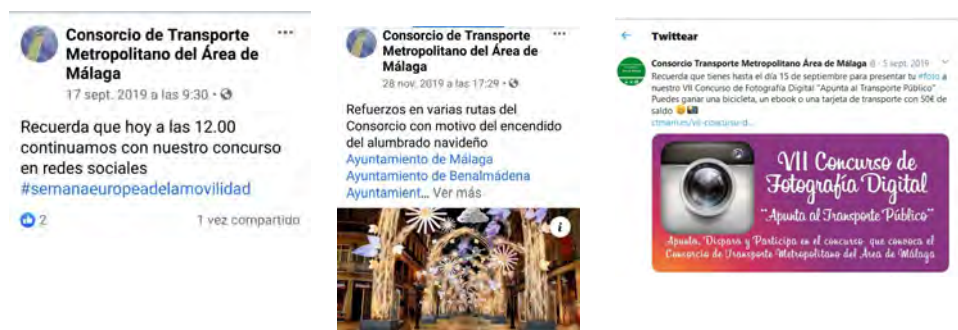 Consorcio de Transporte
Metropolitano del Área de
Málaga
17 sept. 2019 a las 9:30
Recuerda que hoy a las 12.00
continuamos con nuestro concurso
en redes sociales
#semanaeuropeadelamovilidad
2
1 vez compartido
Consorcio de Transporte
Metropolitano del Área de
Málaga
28 nov. 2019 a las 17:29
Refuerzos en varias rutas del
Consorcio con motivo del encendido
del alumbrado navideño
Ayuntamiento de Málaga
Ayuntamiento de Benalmádena
Ayuntamient... Ver más
i
Twittear
Consorcio Transporte Metropolitano Área de Málaga · 5 sept. 2019
Recuerda que tienes hasta el día 15 de septiembre para presentar tu #foto a
nuestro VII Concurso de Fotografía Digital "Apunta al Transporte Público"
Puedes ganar una bicicleta, un ebook o una tarjeta de transporte con 50€ de
saldo
VII Concurso de
Fotografía Digital
"Apunta al Transporte Público"
Apunta, Dispara y Participa en el concurso que convoca el
Consorcio de Transporte Metropolitano del Área de Málaga